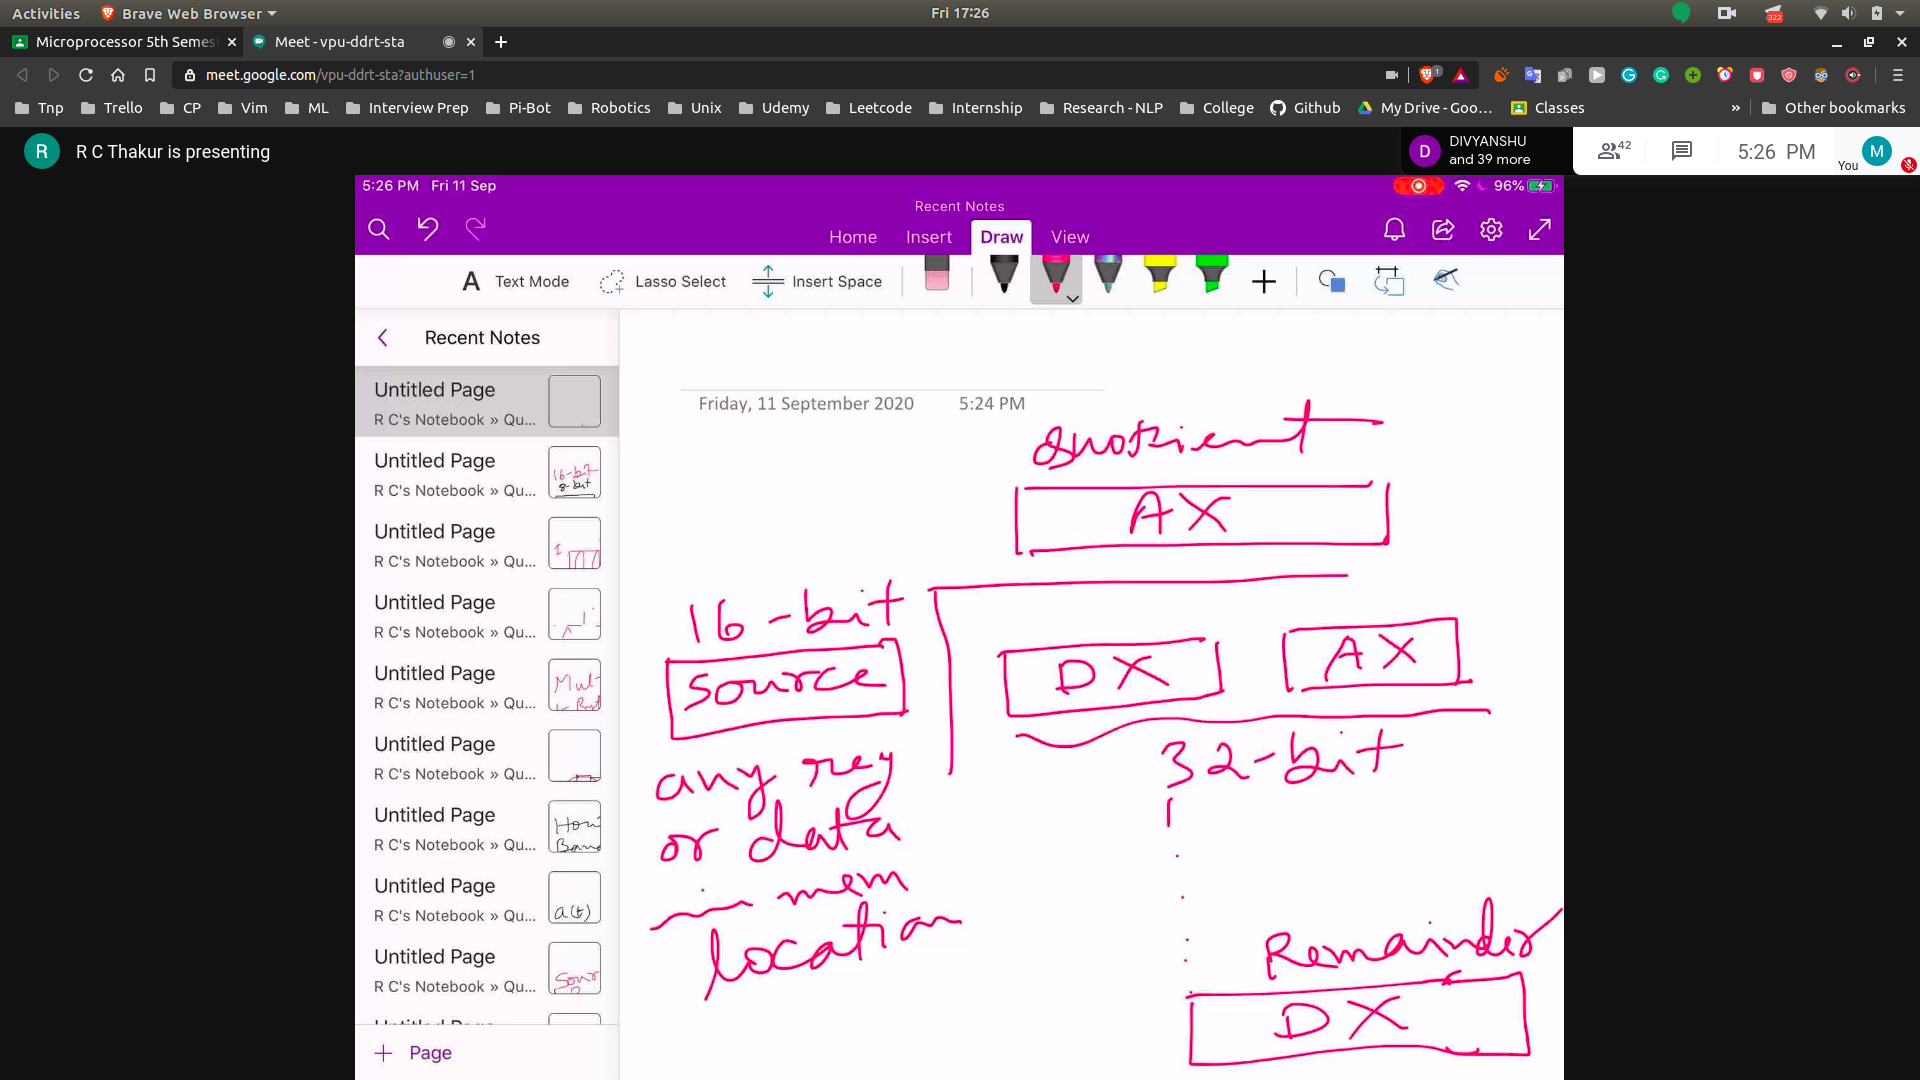 Activities Brave Web Browser Fri 17:26 322
Microprocessor 5th Semes Meet - vpu-ddrt-sta
meet.google.com/vpu-ddrt-sta?authuser=1 1
Tnp Trello CP Vim ML Interview Prep Pi-Bot Robotics Unix Udemy Leetcode Internship Research - NLP College Github My Drive - Goo... Classes » Other bookmarks
R R C Thakur is presenting
D DIVYANSHU
and 39 more
42 5:26 PM You M
5:26 PM Fri 11 Sep 96%
Recent Notes
Home Insert Draw View
A Text Mode Lasso Select Insert Space
Recent Notes
Untitled Page
R C's Notebook » Qu...
Untitled Page
R C's Notebook » Qu...
16-bit
8-bit
Untitled Page
R C's Notebook » Qu...
Untitled Page
R C's Notebook » Qu...
Untitled Page
R C's Notebook » Qu...
Untitled Page
R C's Notebook » Qu...
Untitled Page
R C's Notebook » Qu...
Untitled Page
R C's Notebook » Qu...
a(t)
Untitled Page
R C's Notebook » Qu...
+ Page
Friday, 11 September 2020 5:24 PM
Quotient
AX
16-bit
source
DX AX
32-bit
any reg
or data
in mem
location
Remainder
DX